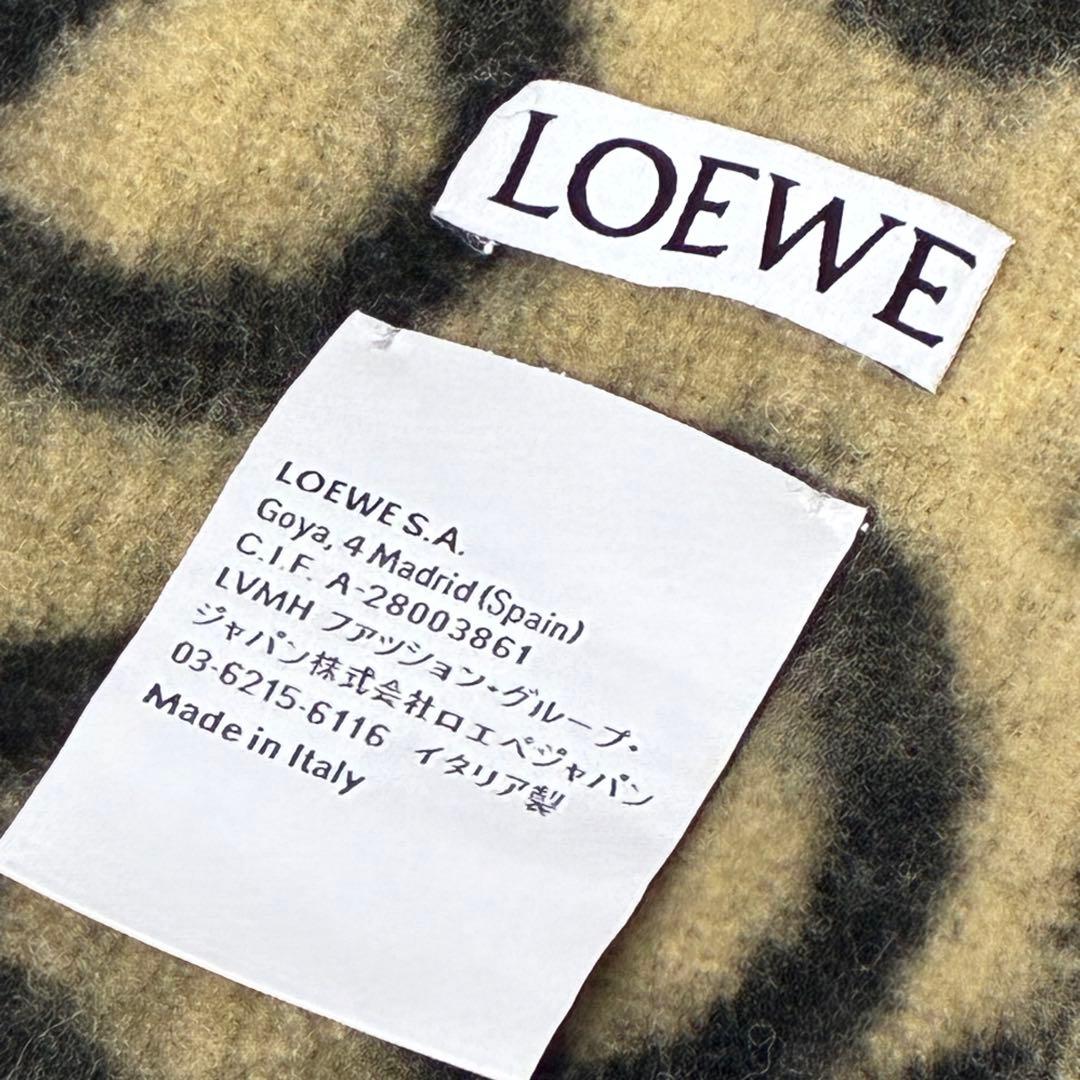 LOEWE
LOEWE S.A.
Goya, 4 Madrid (Spain)
C.I.F. A-28003861
LVMH ファッション・グループ・
ジャパン株式会社ロエベジャパン
03-6215-6116 イタリア製
Made in Italy